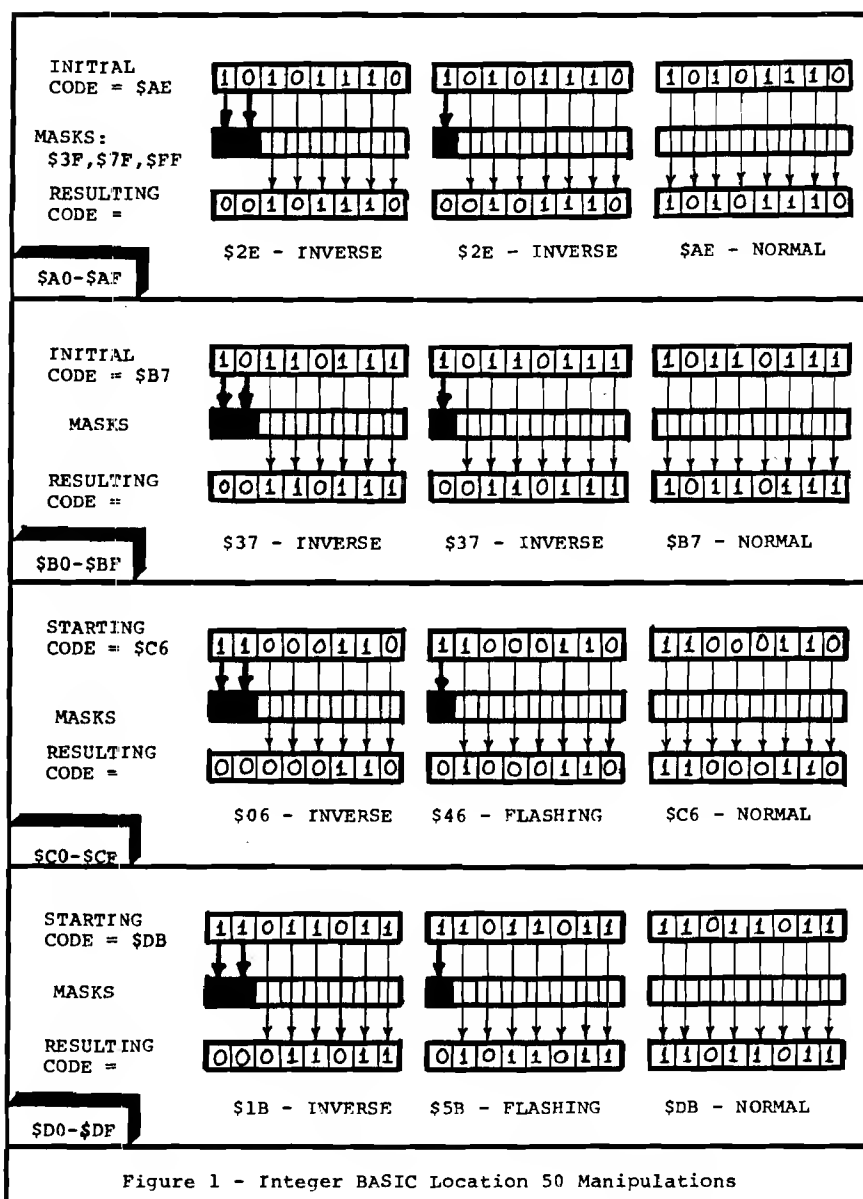 INITIAL
CODE = $AE
1 0 1 0 1 1 1 0
1 0 1 0 1 1 1 0
1 0 1 0 1 1 1 0
MASKS:
$3F,$7F,$FF
RESULTING
CODE =
0 0 1 0 1 1 1 0
0 0 1 0 1 1 1 0
1 0 1 0 1 1 1 0
$2E - INVERSE
$2E - INVERSE
$AE - NORMAL
$A0-$AF
INITIAL
CODE = $B7
1 0 1 1 0 1 1 1
1 0 1 1 0 1 1 1
1 0 1 1 0 1 1 1
MASKS
RESULTING
CODE =
0 0 1 1 0 1 1 1
0 0 1 1 0 1 1 1
1 0 1 1 0 1 1 1
$37 - INVERSE
$37 - INVERSE
$B7 - NORMAL
$B0-$BF
STARTING
CODE = $C6
1 1 0 0 0 1 1 0
1 1 0 0 0 1 1 0
1 1 0 0 0 1 1 0
MASKS
RESULTING
CODE =
0 0 0 0 0 1 1 0
0 1 0 0 0 1 1 0
1 1 0 0 0 1 1 0
$06 - INVERSE
$46 - FLASHING
$C6 - NORMAL
$C0-$CF
STARTING
CODE = $DB
1 1 0 1 1 0 1 1
1 1 0 1 1 0 1 1
1 1 0 1 1 0 1 1
MASKS
RESULTING
CODE =
0 0 0 1 1 0 1 1
0 1 0 1 1 0 1 1
1 1 0 1 1 0 1 1
$1B - INVERSE
$5B - FLASHING
$DB - NORMAL
$D0-$DF
Figure 1 - Integer BASIC Location 50 Manipulations